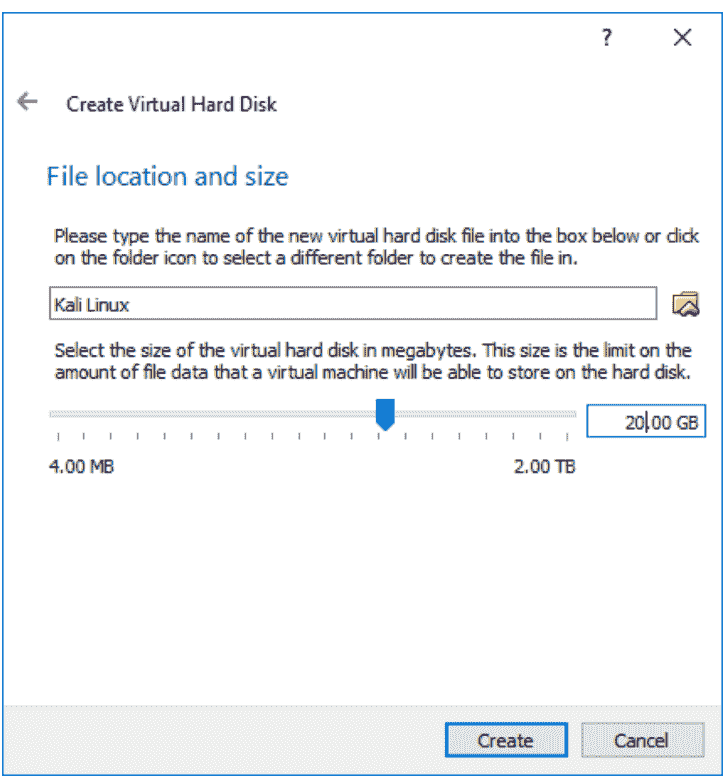 ?
Create Virtual Hard Disk
File location and size
Please type the name of the new virtual hard disk file into the box below or click
on the folder icon to select a different folder to create the file in.
Kali Linux
Select the size of the virtual hard disk in megabytes. This size is the limit on the
amount of file data that a virtual machine will be able to store on the hard disk.
20.00 GB
4.00 MB 2.00 TB
Create Cancel